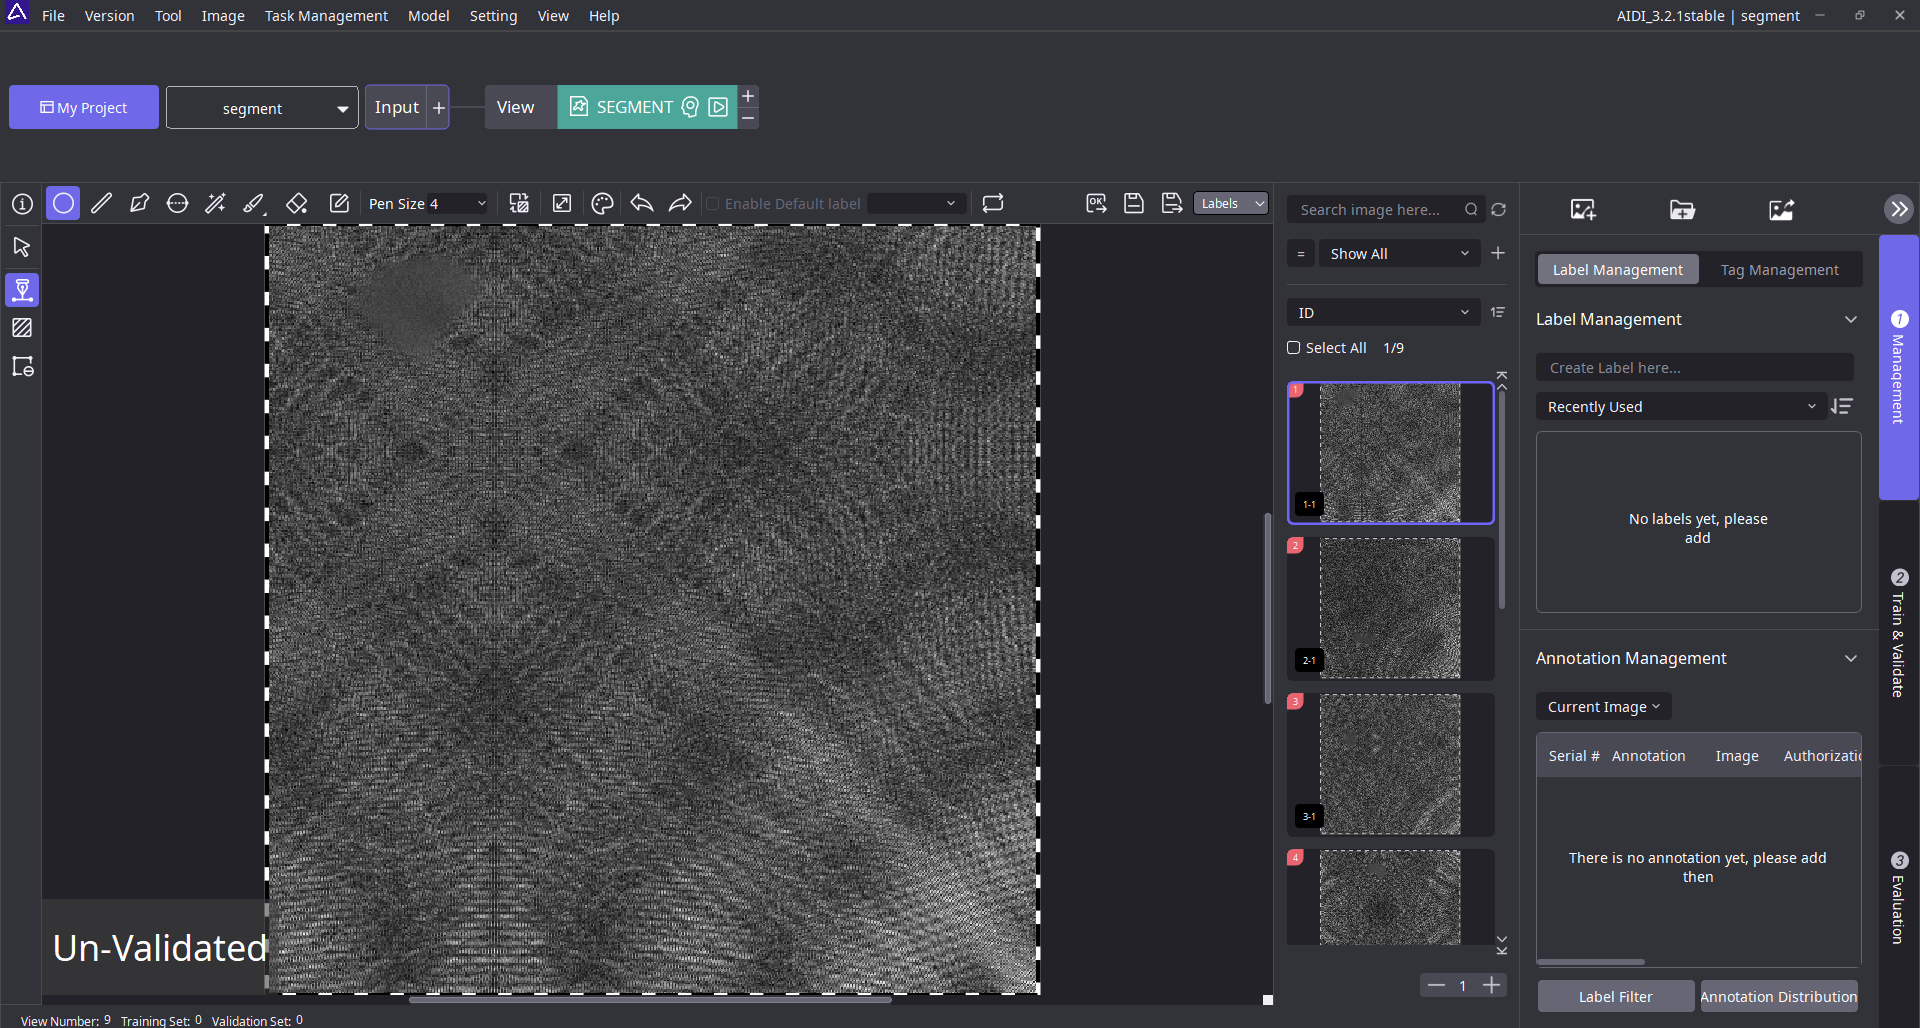 File Version Tool Image Task Management Model Setting View Help AIDI_3.2.1stable | segment
My Project segment Input + View SEGMENT
Pen Size 4 Enable Default label OK Labels
Search image here...
= Show All
ID
Select All 1/9
1
1-1
2
2-1
3
3-1
4
1
Label Management Tag Management
Label Management
Create Label here...
Recently Used
No labels yet, please
add
Annotation Management
Current Image
Serial # Annotation Image Authorizatic
There is no annotation yet, please add
then
Label Filter Annotation Distribution
1 Management
2 Train & Validate
3 Evaluation
Un-Validated
View Number: 9 Training Set: 0 Validation Set: 0